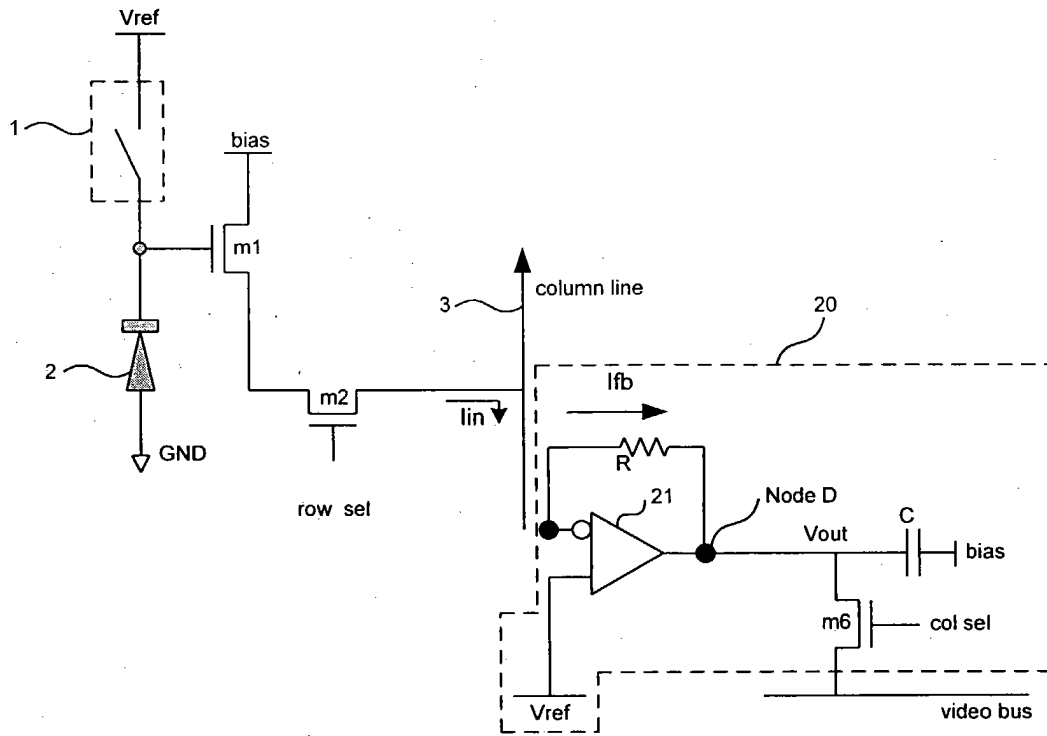 Vref
1
bias
m1
3
column line
20
2
Ifb
m2
Iin
R
GND
21
Node D
row sel
C
Vout
bias
m6
col sel
Vref
video bus